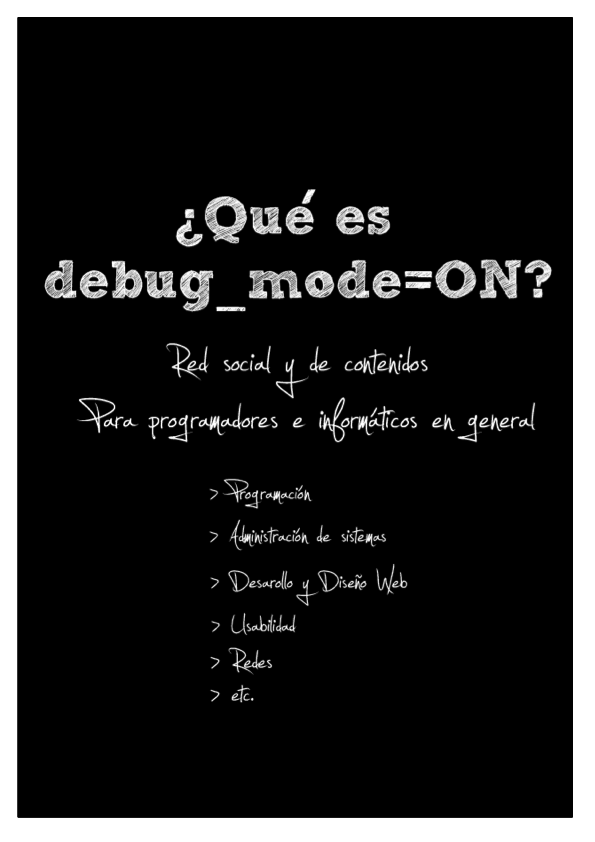 ¿Qué es
debug_mode=ON?
Red social y de contenidos
Para programadores e informáticos en general
> Programación
> Administración de sistemas
> Desarollo y Diseño Web
> Usabilidad
> Redes
> etc.